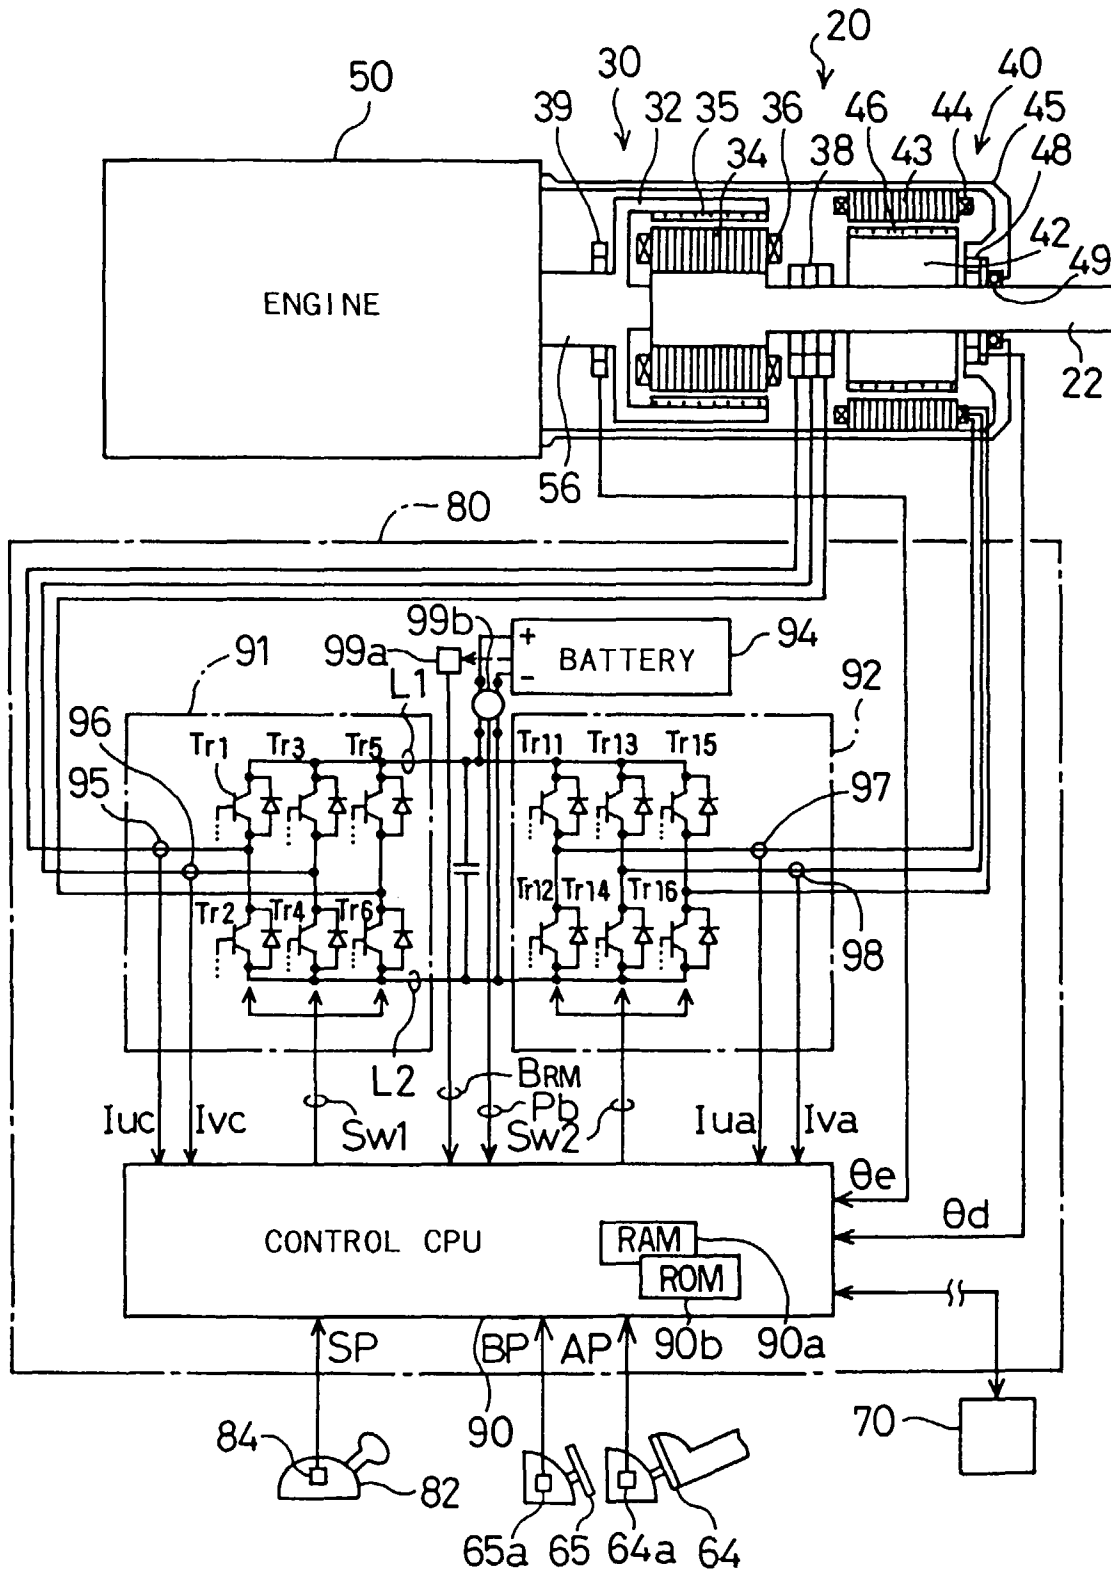 20
30
40
50
39
32
35
36
46
44
45
34
38
43
48
42
49
ENGINE
22
56
80
99b
+
BATTERY
-
94
91
99a
L1
92
96
Tr1
Tr3
Tr5
Tr11
Tr13
Tr15
95
97
Tr2
Tr4
Tr6
Tr12
Tr14
Tr16
98
L2
BRM
Pb
Iuc
Ivc
Sw1
Sw2
Iua
Iva
θe
θd
CONTROL CPU
RAM
ROM
SP
BP
AP
90b
90a
84
90
70
82
65a
65
64a
64